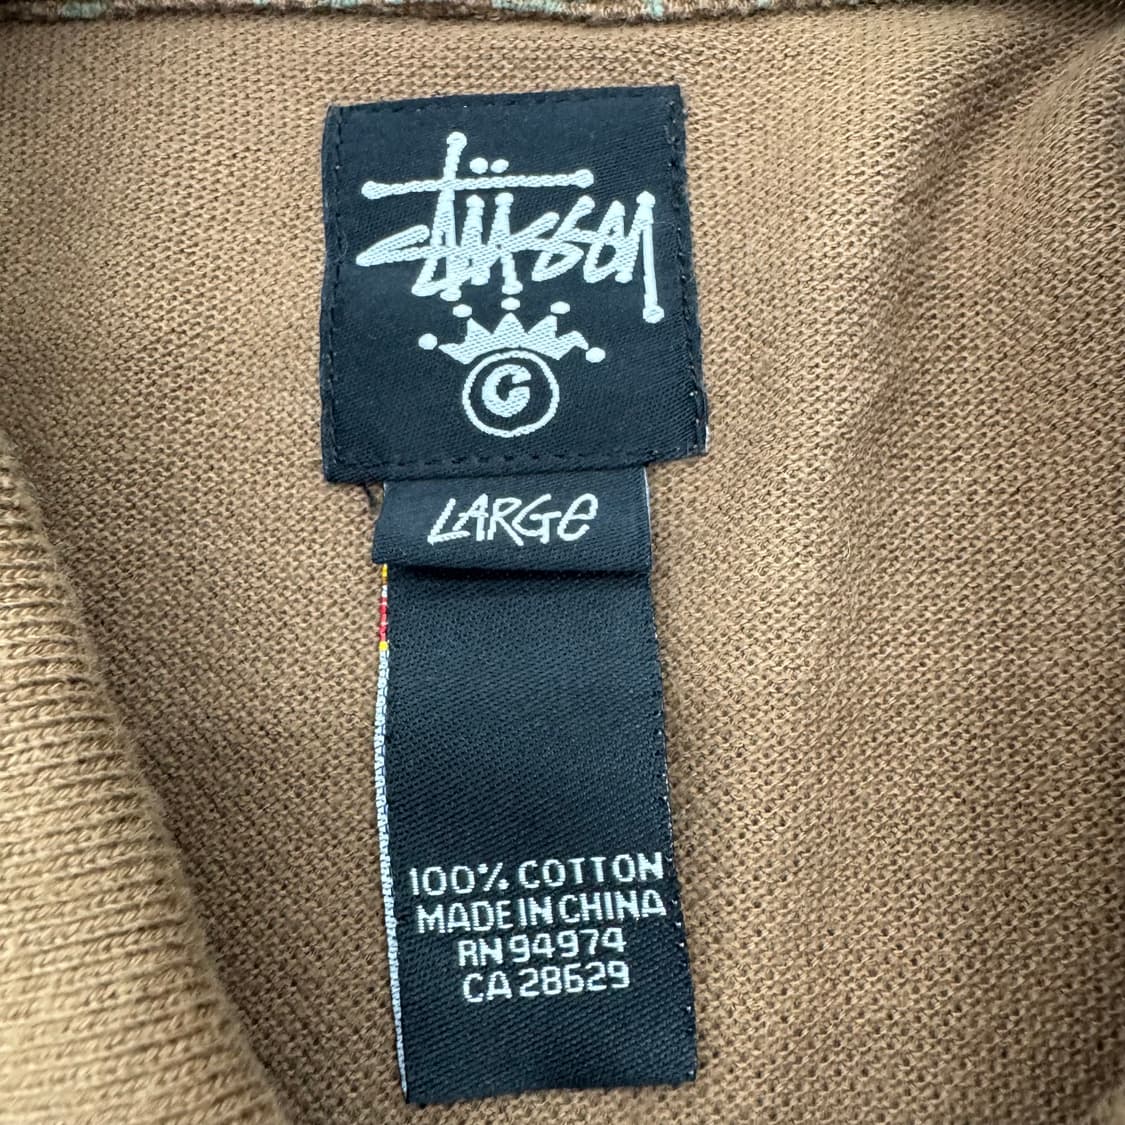 Stüssy
©
LARGE
100% COTTON
MADE IN CHINA
RN 94974
CA 28629